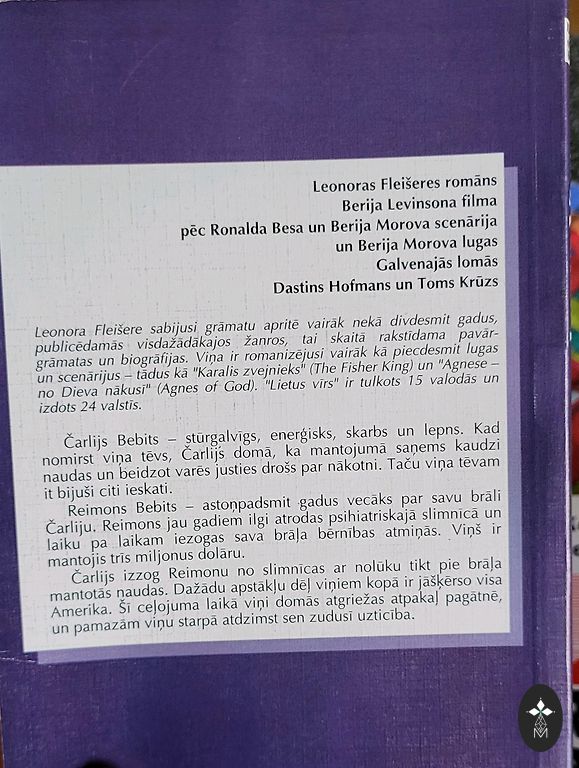 Leonoras Fleišeres romāns
Berija Levinsona filma
pēc Ronalda Besa un Berija Morova scenārija
un Berija Morova lugas
Galvenajās lomās
Dastins Hofmans un Toms Krūzs
Leonora Fleišere sabijusi grāmatu apritē vairāk nekā divdesmit gadus,
publicēdamās visdažādākajos žanros, tai skaitā rakstīdama pavār-
grāmatas un biogrāfijas. Viņa ir romanizējusi vairāk kā piecdesmit lugas
un scenārijus – tādus kā "Karalis zvejnieks" (The Fisher King) un "Agnese –
no Dieva nākusī" (Agnes of God). "Lietus vīrs" ir tulkots 15 valodās un
izdots 24 valstīs.
Čarlijs Bebits – stūrgalvīgs, enerģisks, skarbs un lepns. Kad
nomirst viņa tēvs, Čarlijs domā, ka mantojumā saņems kaudzi
naudas un beidzot varēs justies drošs par nākotni. Taču viņa tēvam
it bijuši citi ieskati.
Reimons Bebits – astoņpadsmit gadus vecāks par savu brāli
Čarliju. Reimons jau gadiem ilgi atrodas psihiatriskajā slimnīcā un
laiku pa laikam iezogas sava brāļa bērnības atmiņās. Viņš ir
mantojis trīs miljonus dolāru.
Čarlijs izzog Reimonu no slimnīcas ar nolūku tikt pie brāļa
mantotās naudas. Dažādu apstākļu dēļ viņiem kopā ir jāšķērso visa
Amerika. Šī ceļojuma laikā viņi domās atgriežas atpakaļ pagātnē,
un pamazām viņu starpā atdzimst sen zudusī uzticība.
M